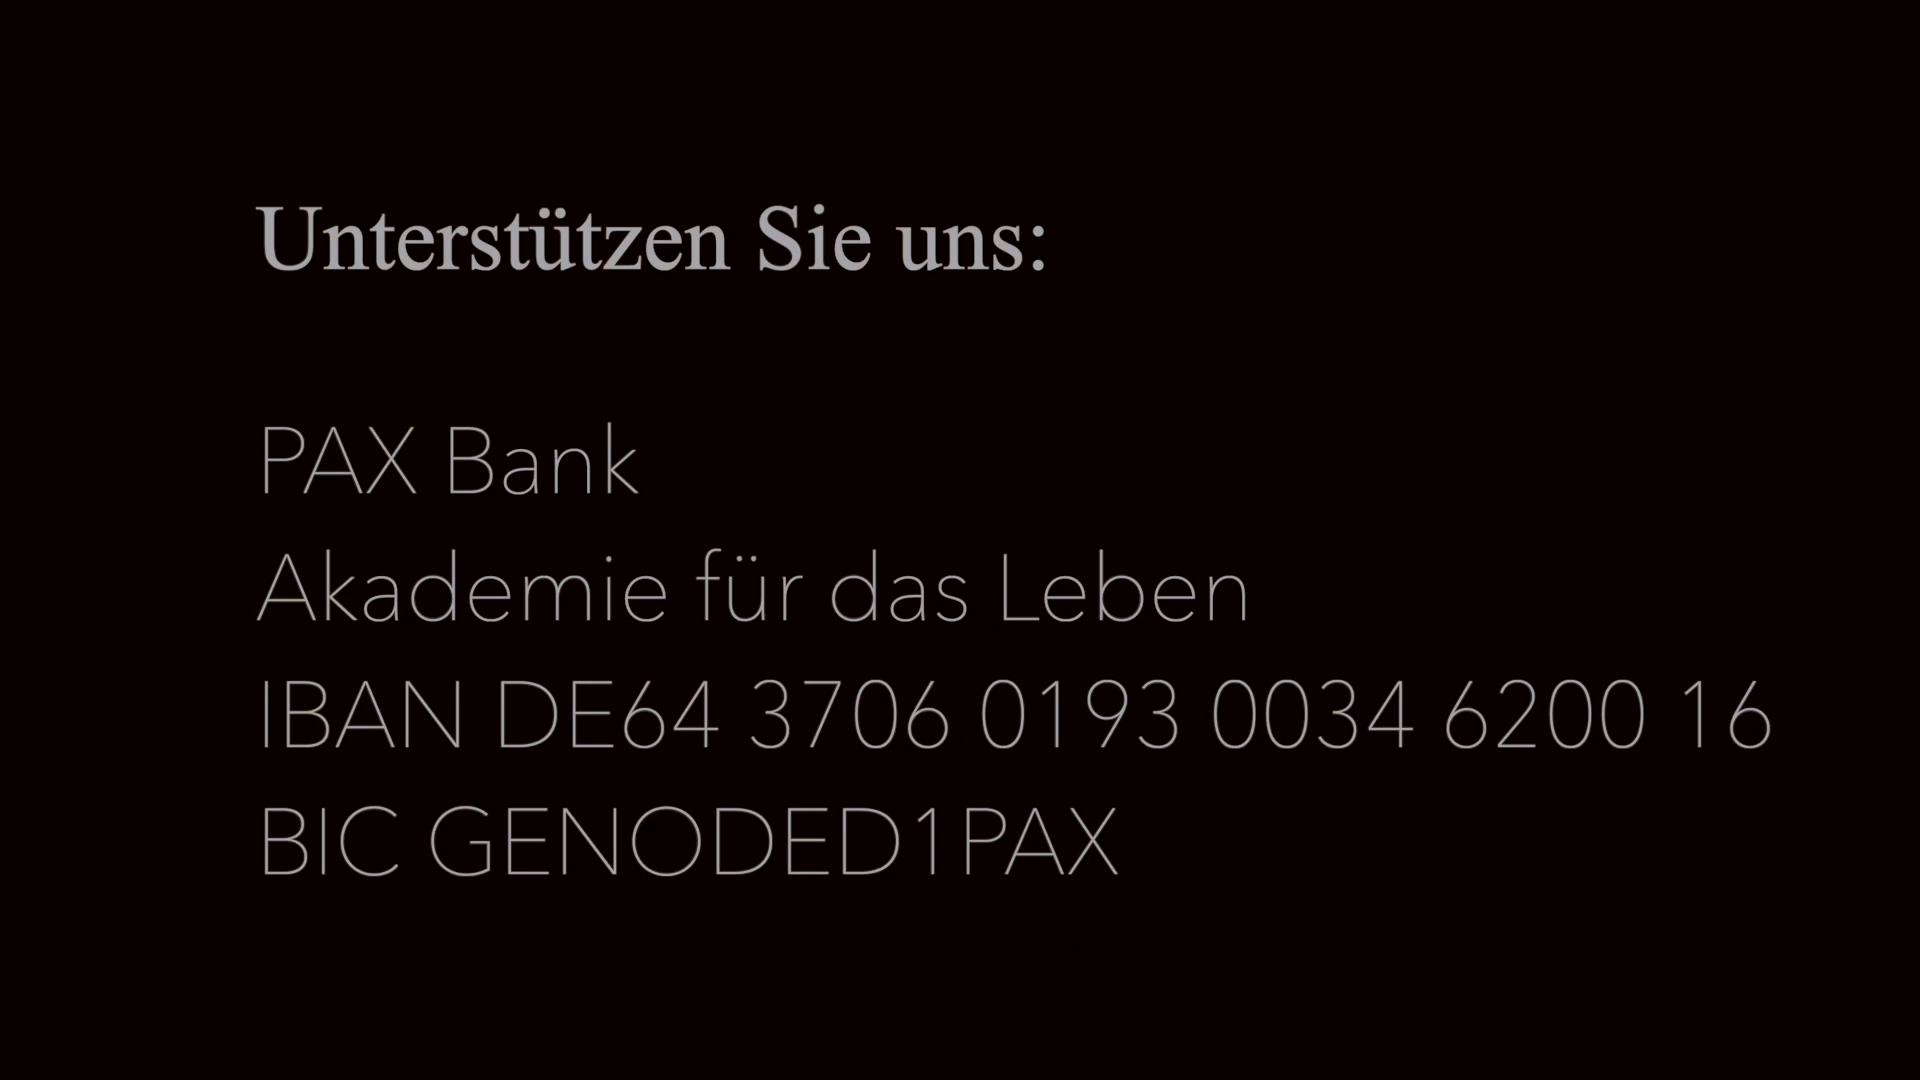 Unterstützen Sie uns:
PAX Bank
Akademie für das Leben
IBAN DE64 3706 0193 0034 6200 16
BIC GENODED1PAX